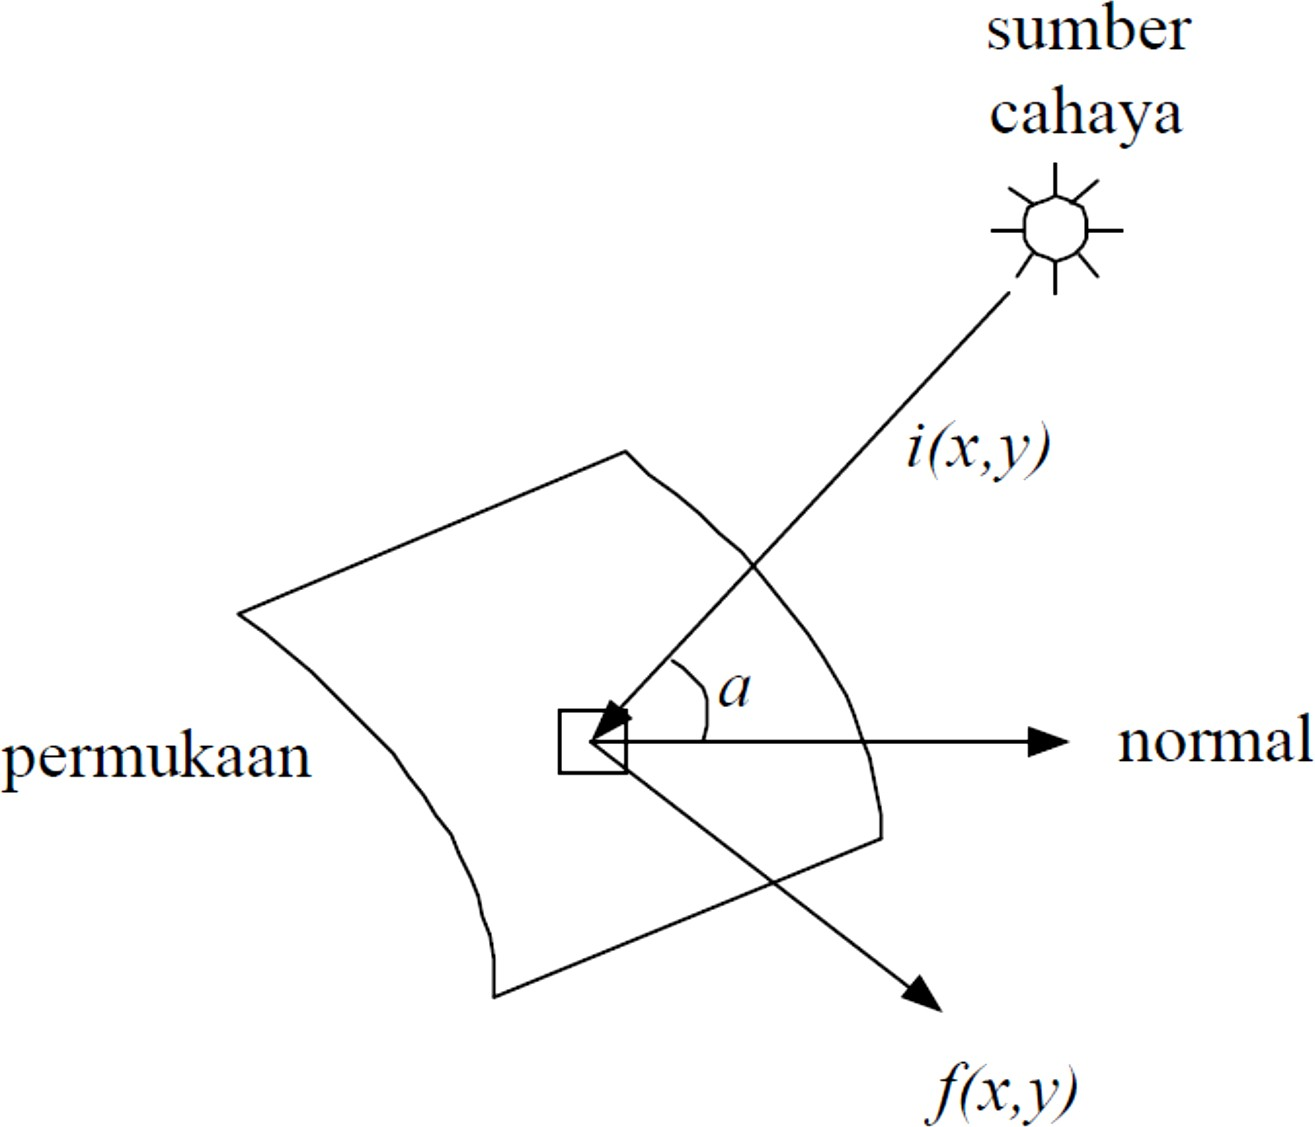 sumber
cahaya
i(x,y)
a
permukaan
normal
f(x,y)